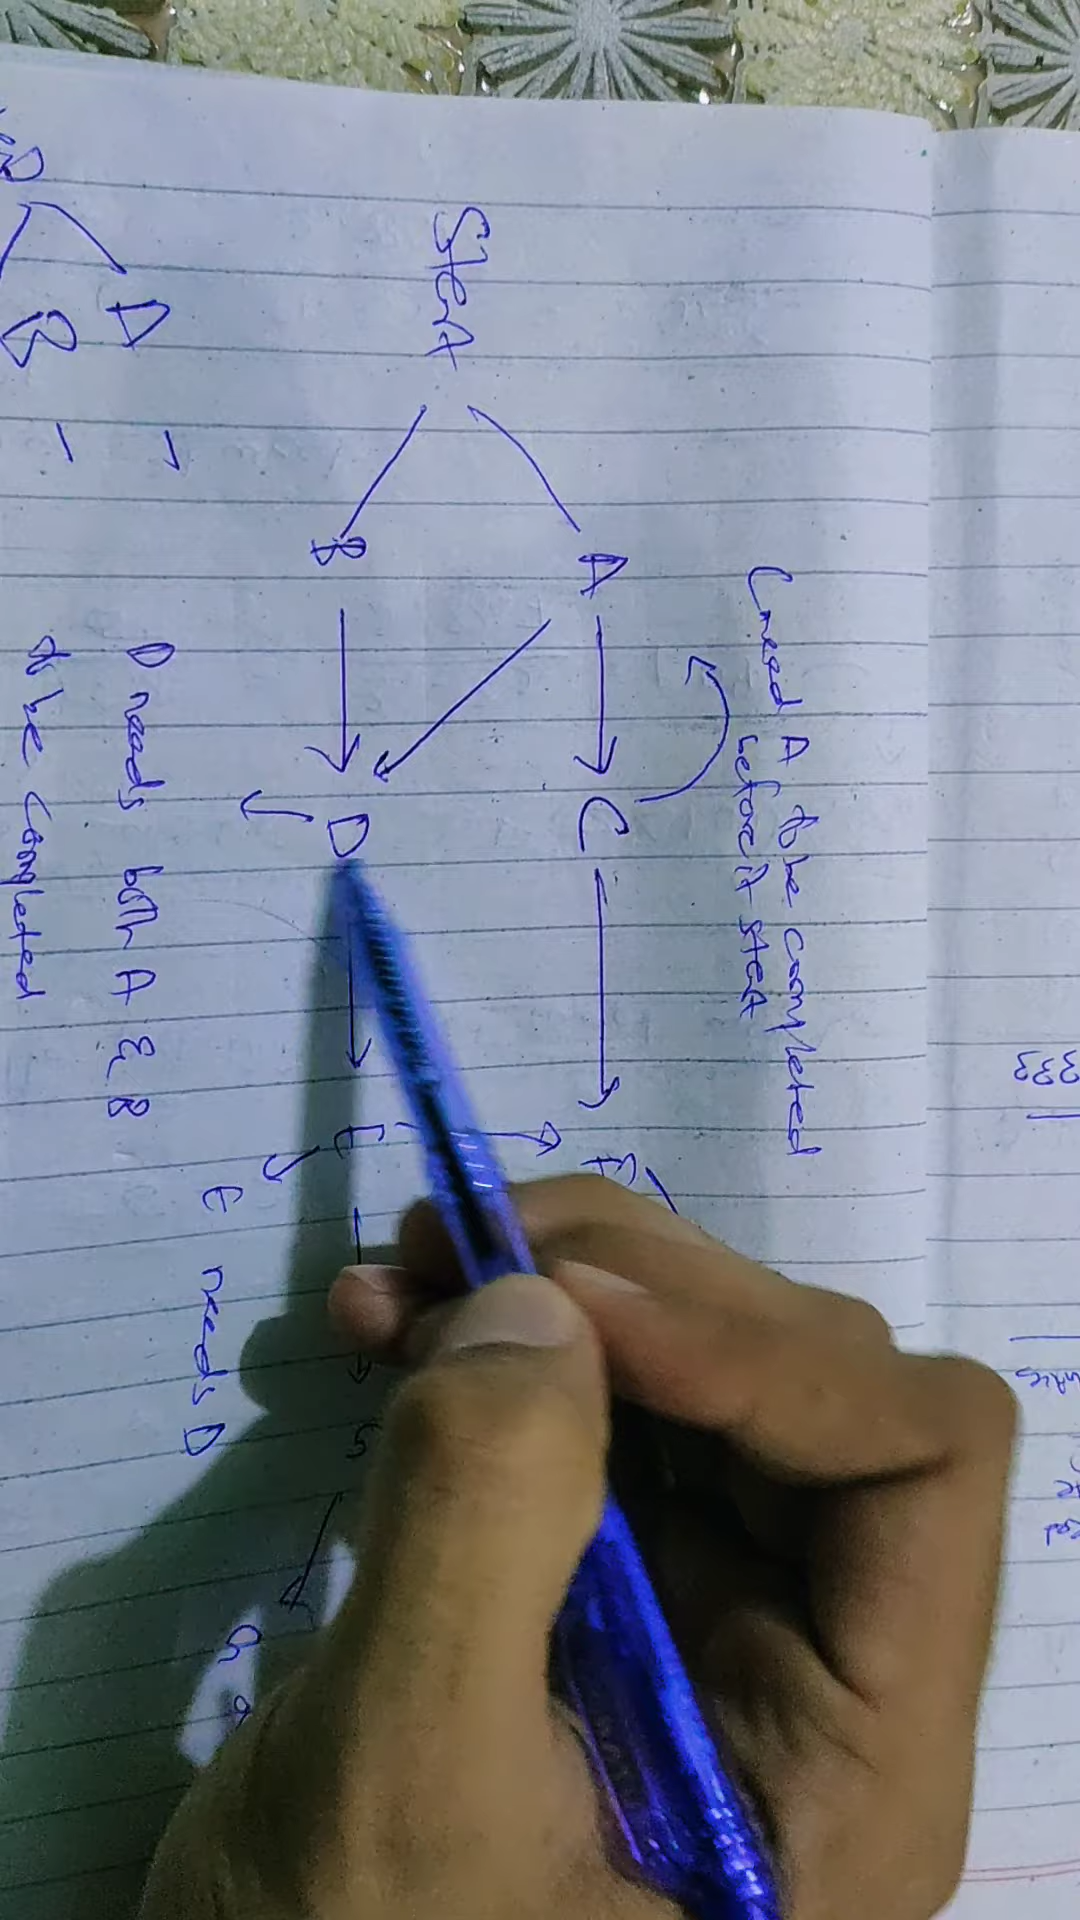 C need A to be completed
before it start
A
C
F
Start
B
D
E
G
E needs D
D needs both A & B
to be completed
A
B
333